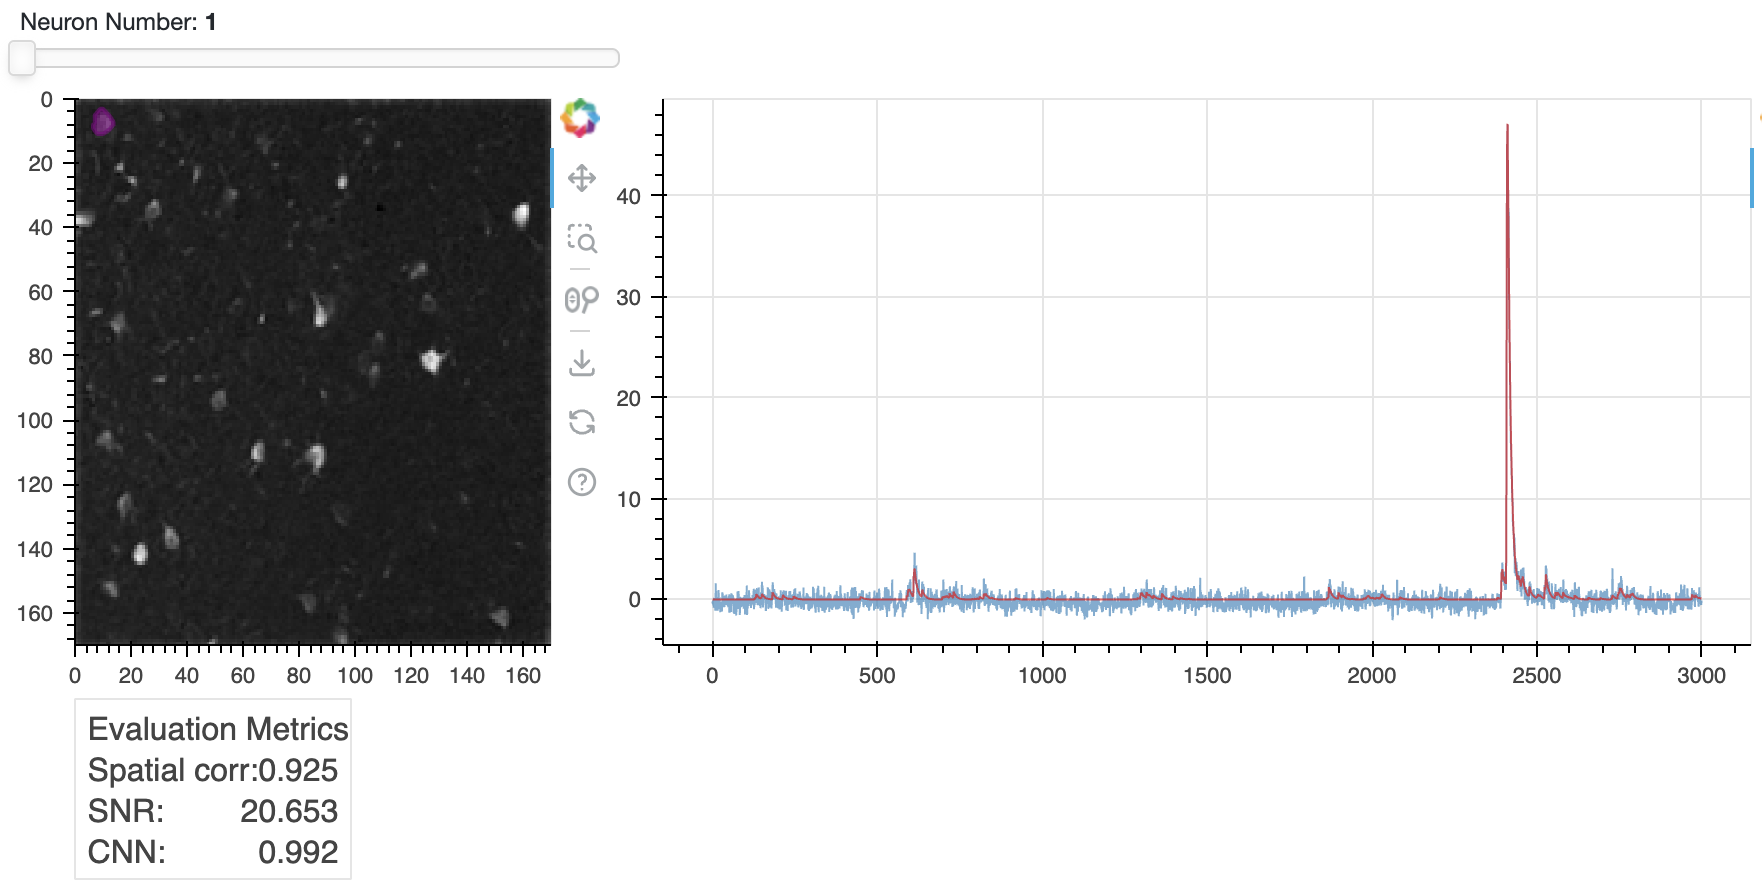 Neuron Number: 1
0
20
40
60
80
100
120
140
160
0 20 40 60 80 100 120 140 160
40
30
20
10
0
0 500 1000 1500 2000 2500 3000
Evaluation Metrics
Spatial corr:0.925
SNR: 20.653
CNN: 0.992